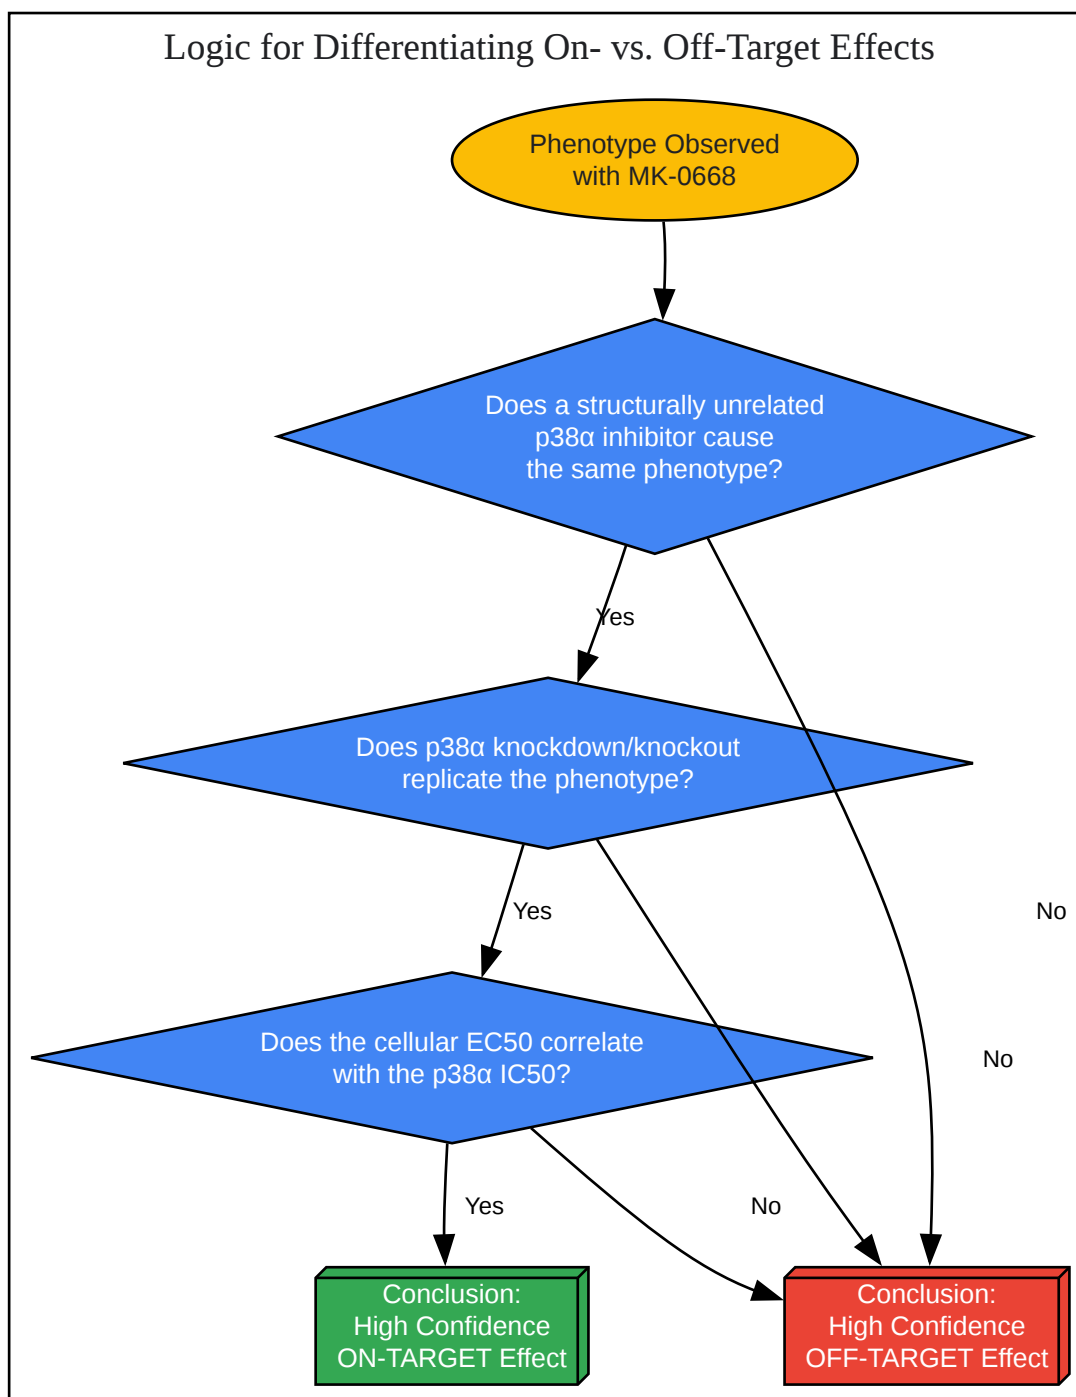 Logic for Differentiating On- vs. Off-Target Effects
Phenotype Observed
with MK-0668
Does a structurally unrelated
p38α inhibitor cause
the same phenotype?
Yes
Does p38α knockdown/knockout
replicate the phenotype?
Yes
No
Does the cellular EC50 correlate
with the p38α IC50?
No
Yes
No
Conclusion:
High Confidence
ON-TARGET Effect
Conclusion:
High Confidence
OFF-TARGET Effect